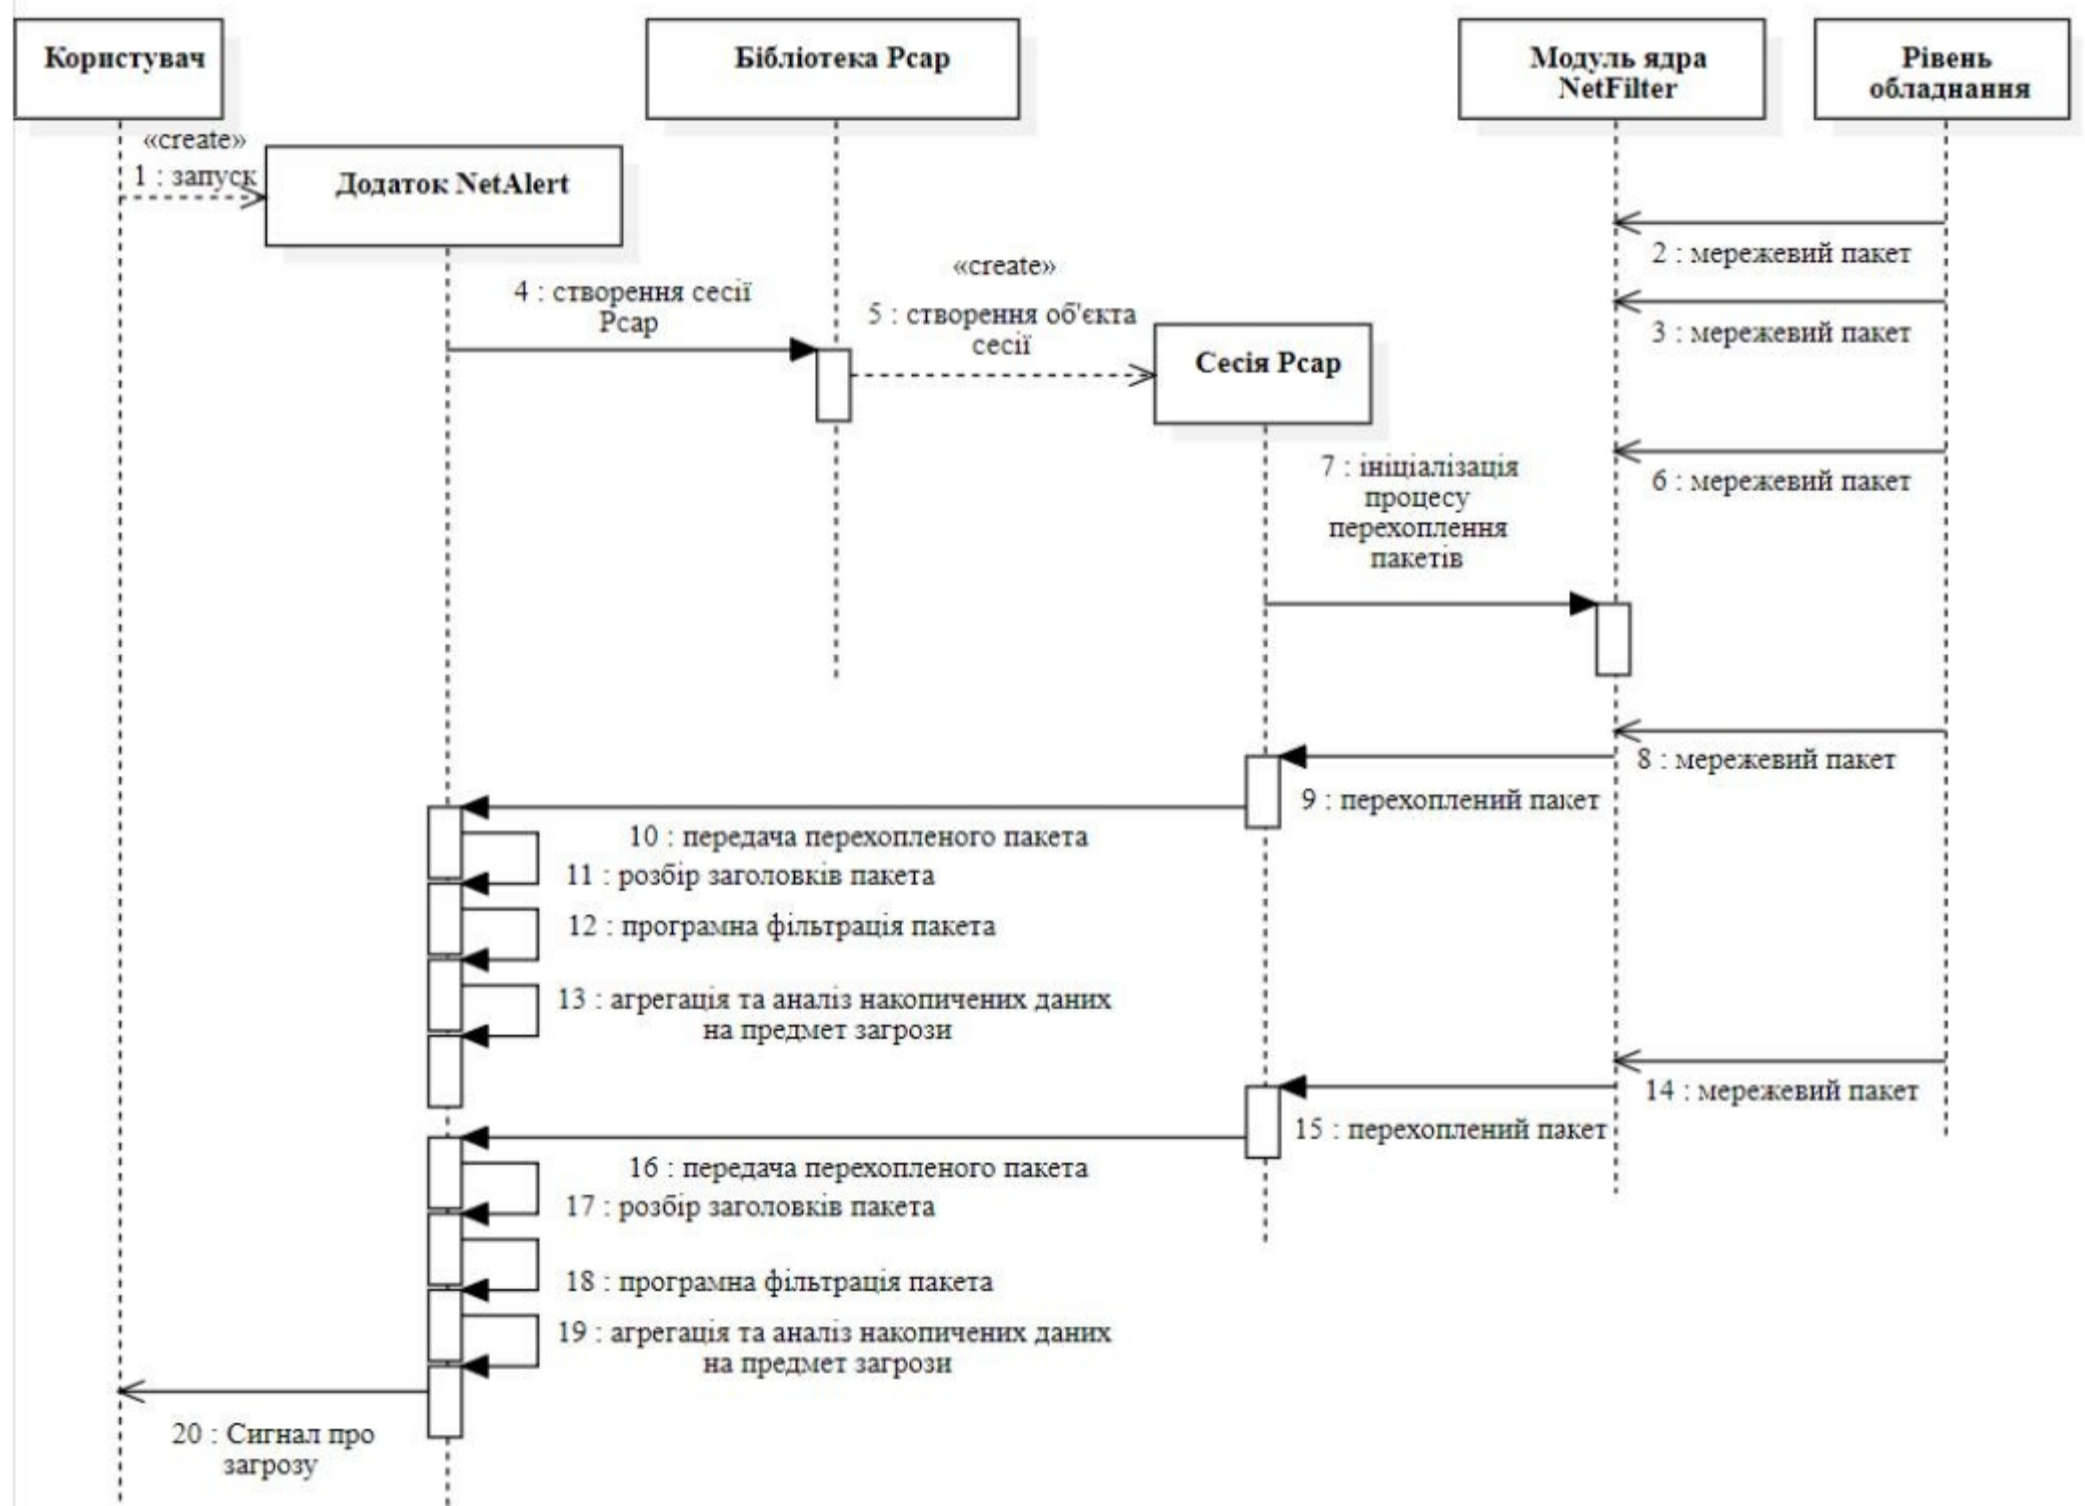 Користувач
Бібліотека Pcap
Модуль ядра
NetFilter
Рівень
обладнання
«create»
1 : запуск
Додаток NetAlert
2 : мережевий пакет
3 : мережевий пакет
4 : створення сесії
Pcap
«create»
5 : створення об'єкта
сесії
Сесія Pcap
6 : мережевий пакет
7 : ініціалізація
процесу
перехоплення
пакетів
8 : мережевий пакет
9 : перехоплений пакет
10 : передача перехопленого пакета
11 : розбір заголовків пакета
12 : програмна фільтрація пакета
13 : агрегація та аналіз накопичених даних
на предмет загрози
14 : мережевий пакет
15 : перехоплений пакет
16 : передача перехопленого пакета
17 : розбір заголовків пакета
18 : програмна фільтрація пакета
19 : агрегація та аналіз накопичених даних
на предмет загрози
20 : Сигнал про
загрозу